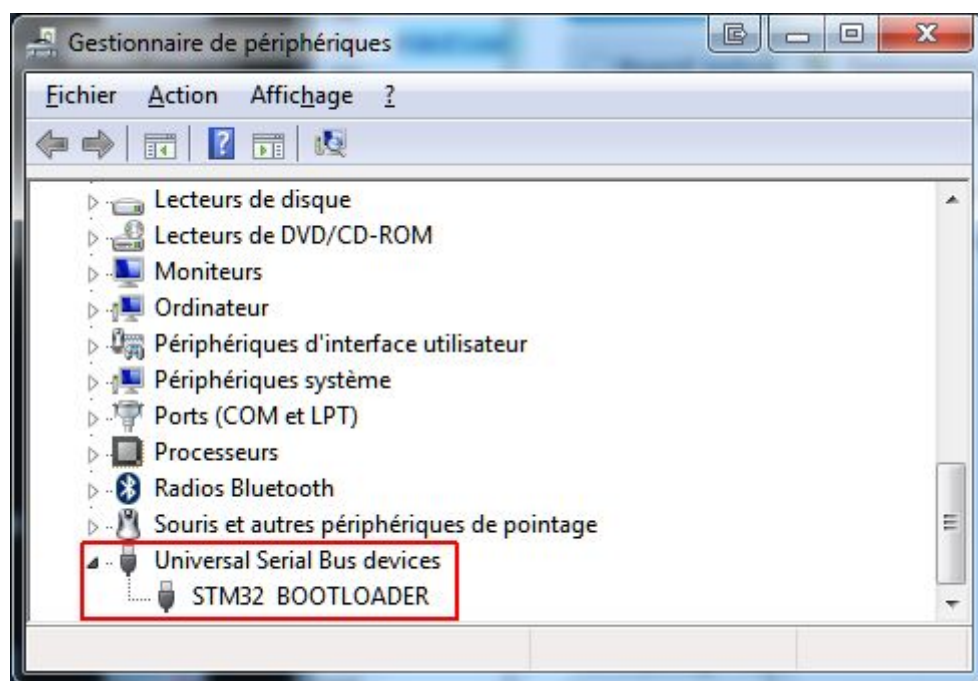 Gestionnaire de périphériques
Fichier Action Affichage ?
Lecteurs de disque
Lecteurs de DVD/CD-ROM
Moniteurs
Ordinateur
Périphériques d'interface utilisateur
Périphériques système
Ports (COM et LPT)
Processeurs
Radios Bluetooth
Souris et autres périphériques de pointage
Universal Serial Bus devices
STM32 BOOTLOADER